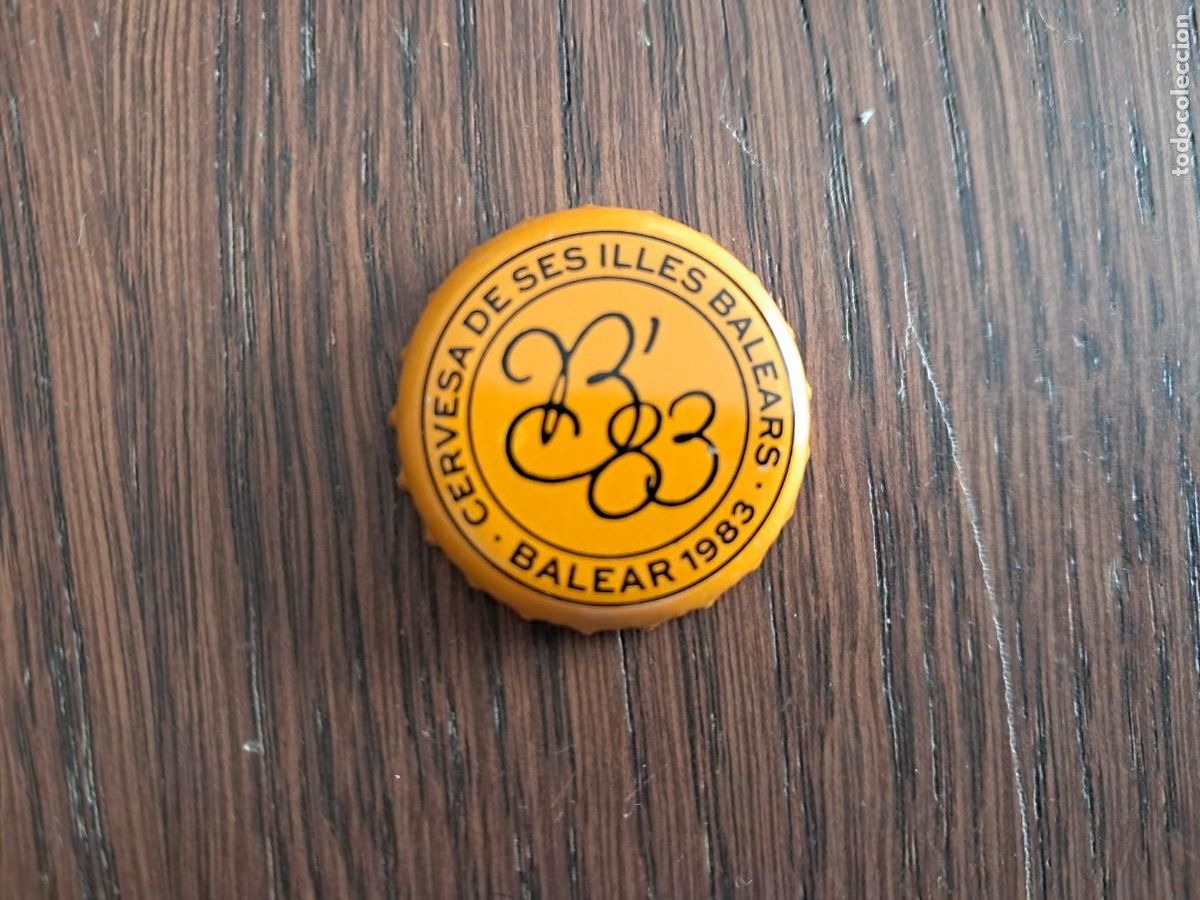 · CERVESA DE SES ILLES BALEARS ·
BALEAR 1983
B'83
todocoleccion